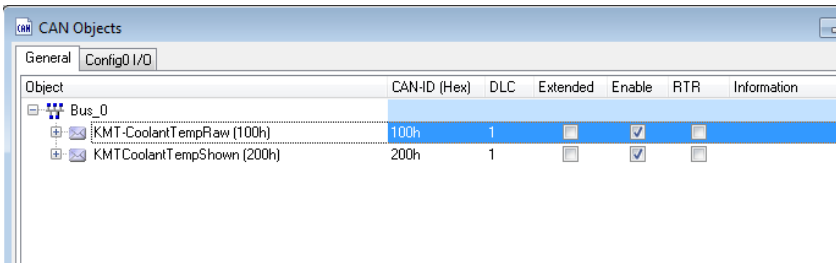 CAN CAN Objects
General Config0 I/O
Object CAN-ID (Hex) DLC Extended Enable RTR Information
Bus_0
KMT-CoolantTempRaw (100h) 100h 1
KMTCoolantTempShown (200h) 200h 1